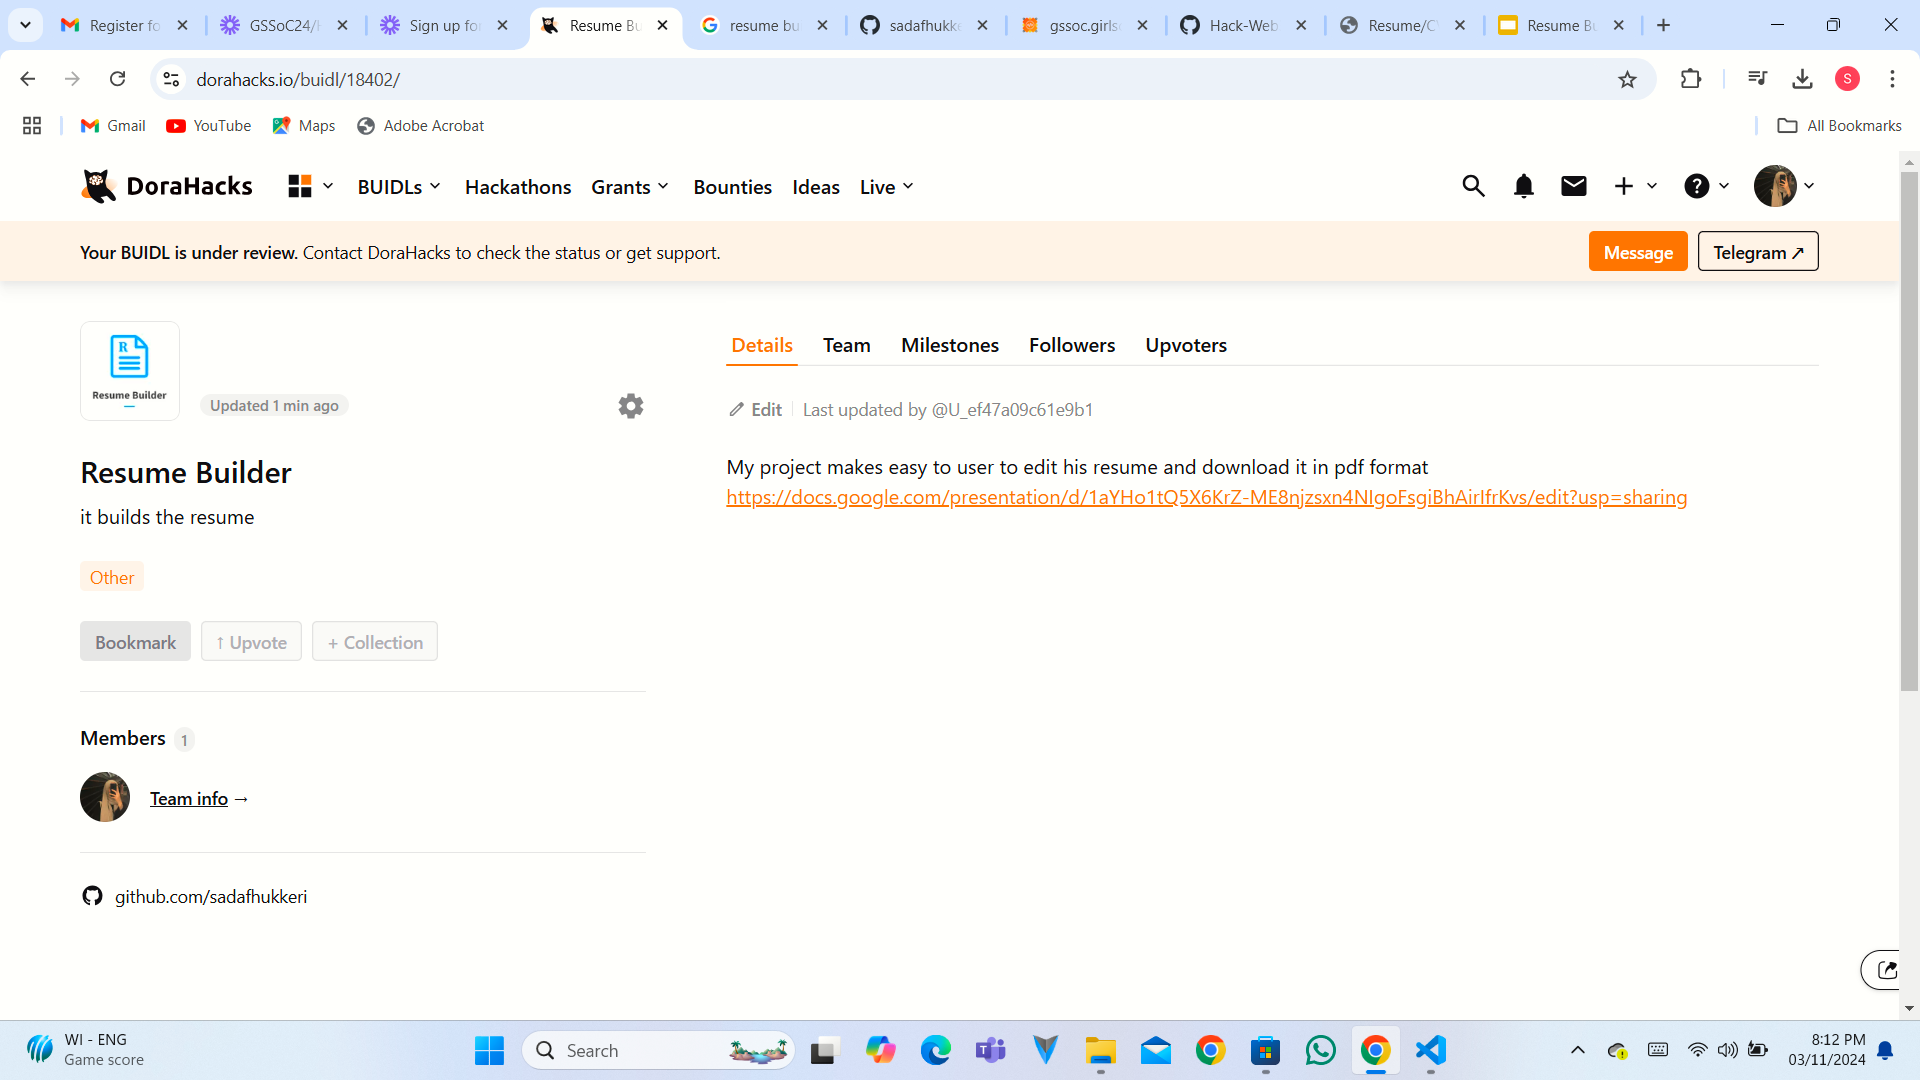 Register fo
GSSoC24/
Sign up fo
Resume Bu
resume bu
sadafhukke
gssoc.girlsc
Hack-Web
Resume/C
Resume Bu
dorahacks.io/buidl/18402/
S
Gmail
YouTube
Maps
Adobe Acrobat
All Bookmarks
DoraHacks
BUIDLs
Hackathons
Grants
Bounties
Ideas
Live
Your BUIDL is under review. Contact DoraHacks to check the status or get support.
Message
Telegram ↗
R
Resume Builder
Updated 1 min ago
Resume Builder
it builds the resume
Other
Bookmark
↑ Upvote
+ Collection
Members 1
Team info →
github.com/sadafhukkeri
Details
Team
Milestones
Followers
Upvoters
Edit
Last updated by @U_ef47a09c61e9b1
My project makes easy to user to edit his resume and download it in pdf format
https://docs.google.com/presentation/d/1aYHo1tQ5X6KrZ-ME8njzsxn4NIgoFsgiBhAirIfrKvs/edit?usp=sharing
WI - ENG
Game score
Search
8:12 PM
03/11/2024